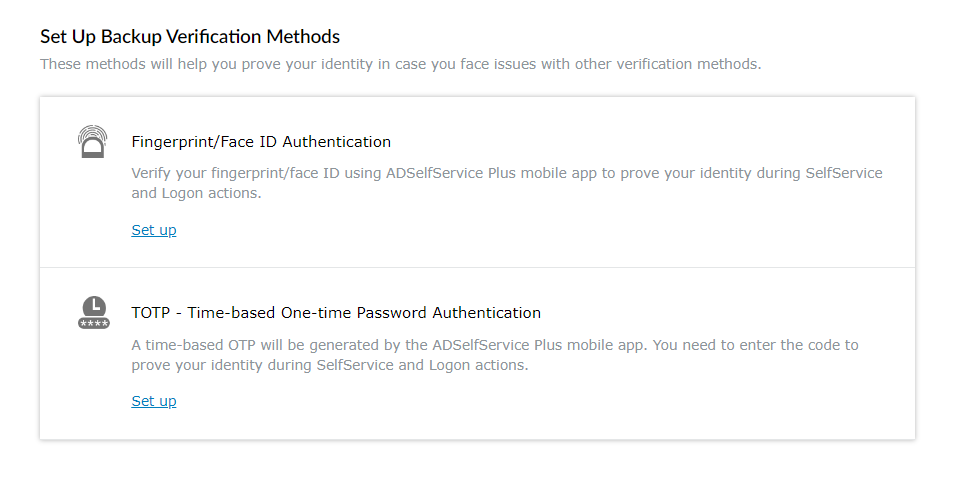 Set Up Backup Verification Methods
These methods will help you prove your identity in case you face issues with other verification methods.
Fingerprint/Face ID Authentication
Verify your fingerprint/face ID using ADSelfService Plus mobile app to prove your identity during SelfService
and Logon actions.
Set up
****
TOTP - Time-based One-time Password Authentication
A time-based OTP will be generated by the ADSelfService Plus mobile app. You need to enter the code to
prove your identity during SelfService and Logon actions.
Set up